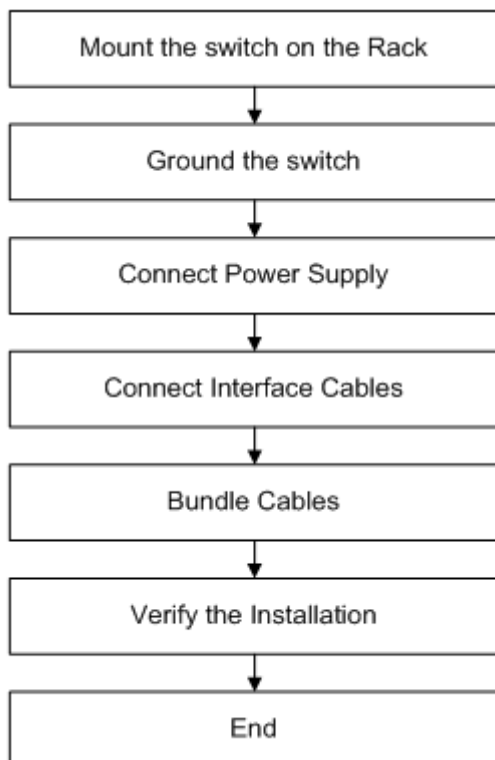 Mount the switch on the Rack
Ground the switch
Connect Power Supply
Connect Interface Cables
Bundle Cables
Verify the Installation
End